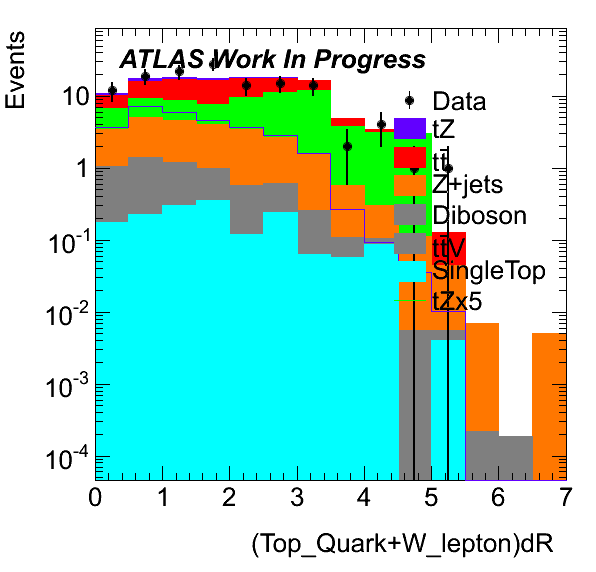 Events
ATLAS Work In Progress
Data
tZ
tt̄
Z+jets
Diboson
tt̄V
SingleTop
tZx5
10
1
10⁻¹
10⁻²
10⁻³
10⁻⁴
0 1 2 3 4 5 6 7
(Top_Quark+W_lepton)dR